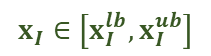 𝐱_I ∈ [𝐱_I^{lb}, 𝐱_I^{ub}]